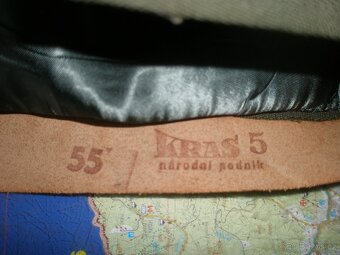 55'
KRAS 5
národní podnik